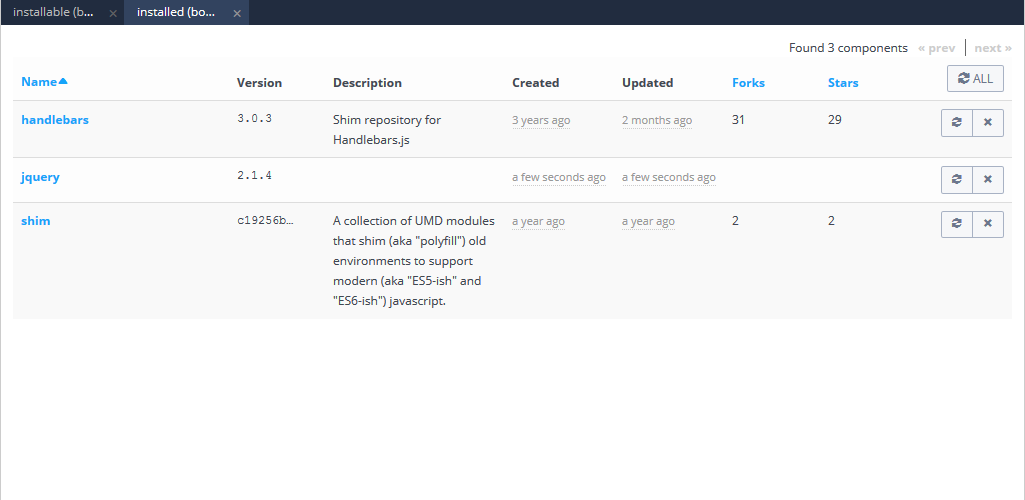 installable (b... × installed (bo... ×
Found 3 components « prev next »
Name Version Description Created Updated Forks Stars ALL
handlebars 3.0.3 Shim repository for 3 years ago 2 months ago 31 29
Handlebars.js
jquery 2.1.4 a few seconds ago a few seconds ago
shim c19256b… A collection of UMD modules a year ago a year ago 2 2
that shim (aka "polyfill") old
environments to support
modern (aka "ES5-ish" and
"ES6-ish") javascript.